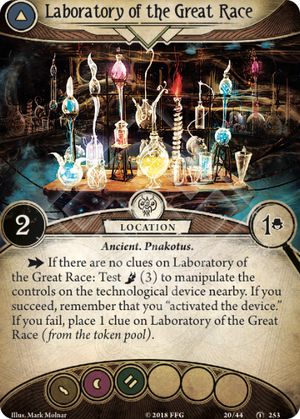 Laboratory of the Great Race
2
LOCATION
1
Ancient. Pnakotus.
If there are no clues on Laboratory of
the Great Race: Test (3) to manipulate the
controls on the technological device nearby. If you
succeed, remember that you “activated the device.”
If you fail, place 1 clue on Laboratory of the Great
Race (from the token pool).
Illus. Mark Molnar
© 2018 FFG
20/44
253